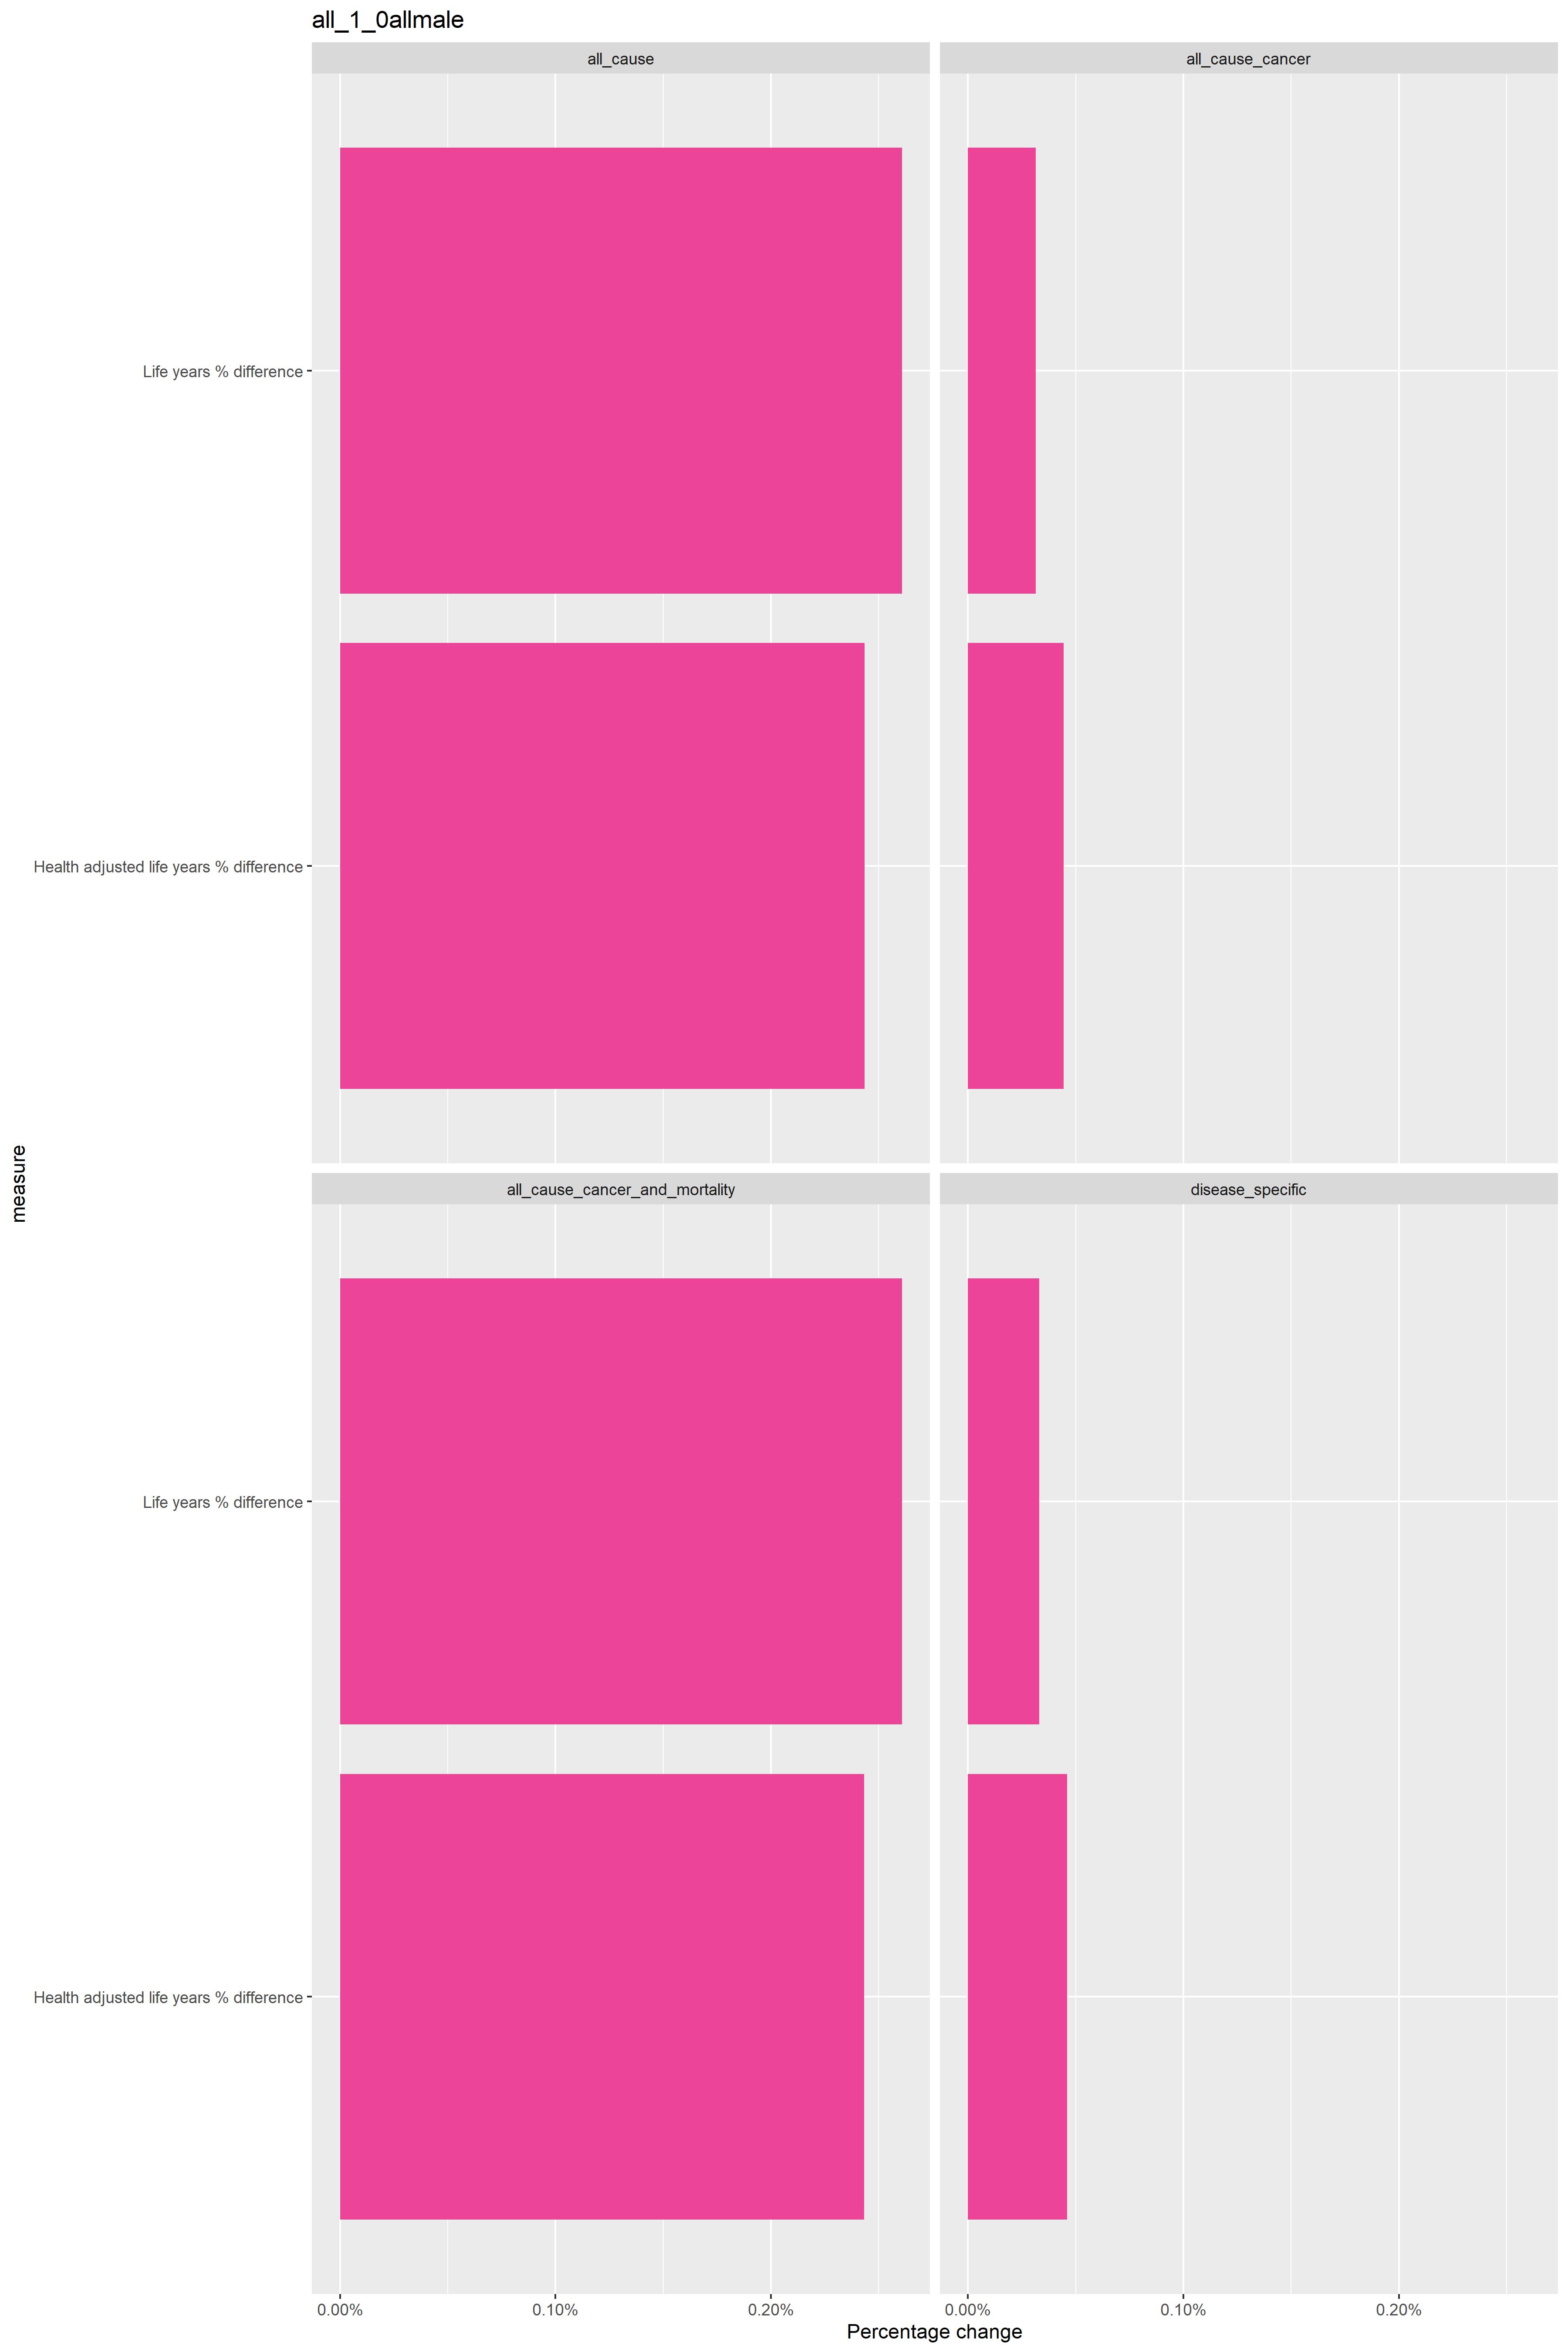 all_1_0allmale
all_cause
all_cause_cancer
Life years % difference
Health adjusted life years % difference
measure
all_cause_cancer_and_mortality
disease_specific
Life years % difference
Health adjusted life years % difference
0.00%
0.10%
0.20%
0.00%
0.10%
0.20%
Percentage change